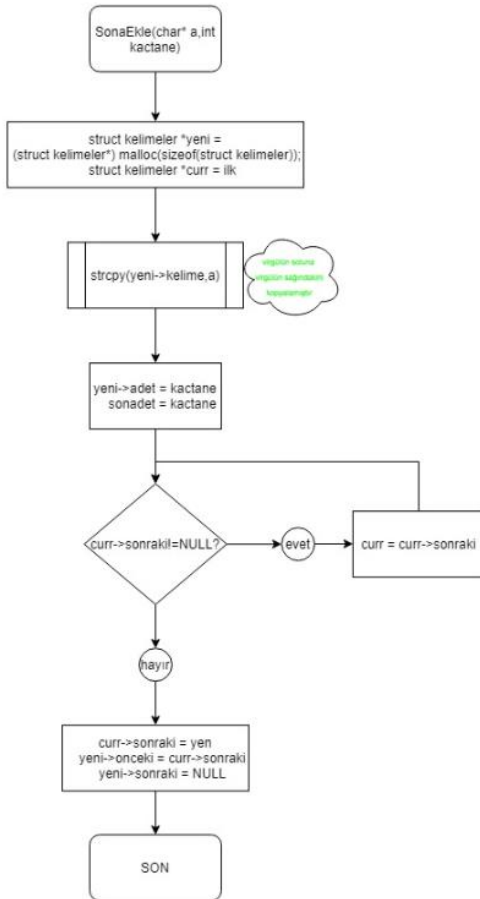 SonaEkle(char* a,int
kactane)
struct kelimeler *yeni =
(struct kelimeler*) malloc(sizeof(struct kelimeler));
struct kelimeler *curr = ilk
strcpy(yeni->kelime,a)
virgülün soluna
virgülün sağındakini
kopyalamıştır
yeni->adet = kactane
sonadet = kactane
curr->sonraki!=NULL?
evet
curr = curr->sonraki
hayır
curr->sonraki = yen
yeni->onceki = curr->sonraki
yeni->sonraki = NULL
SON